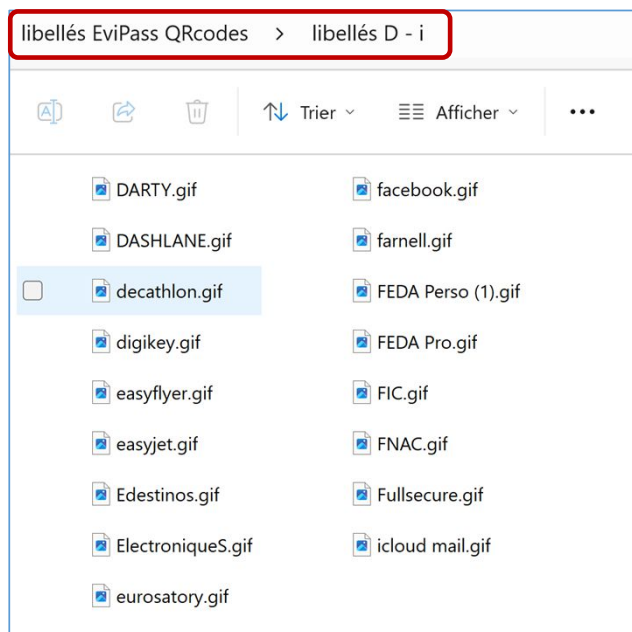 libellés EviPass QRcodes > libellés D - i
Trier Afficher
DARTY.gif
DASHLANE.gif
decathlon.gif
digikey.gif
easyflyer.gif
easyjet.gif
Edestinos.gif
ElectroniqueS.gif
eurosatory.gif
facebook.gif
farnell.gif
FEDA Perso (1).gif
FEDA Pro.gif
FIC.gif
FNAC.gif
Fullsecure.gif
icloud mail.gif